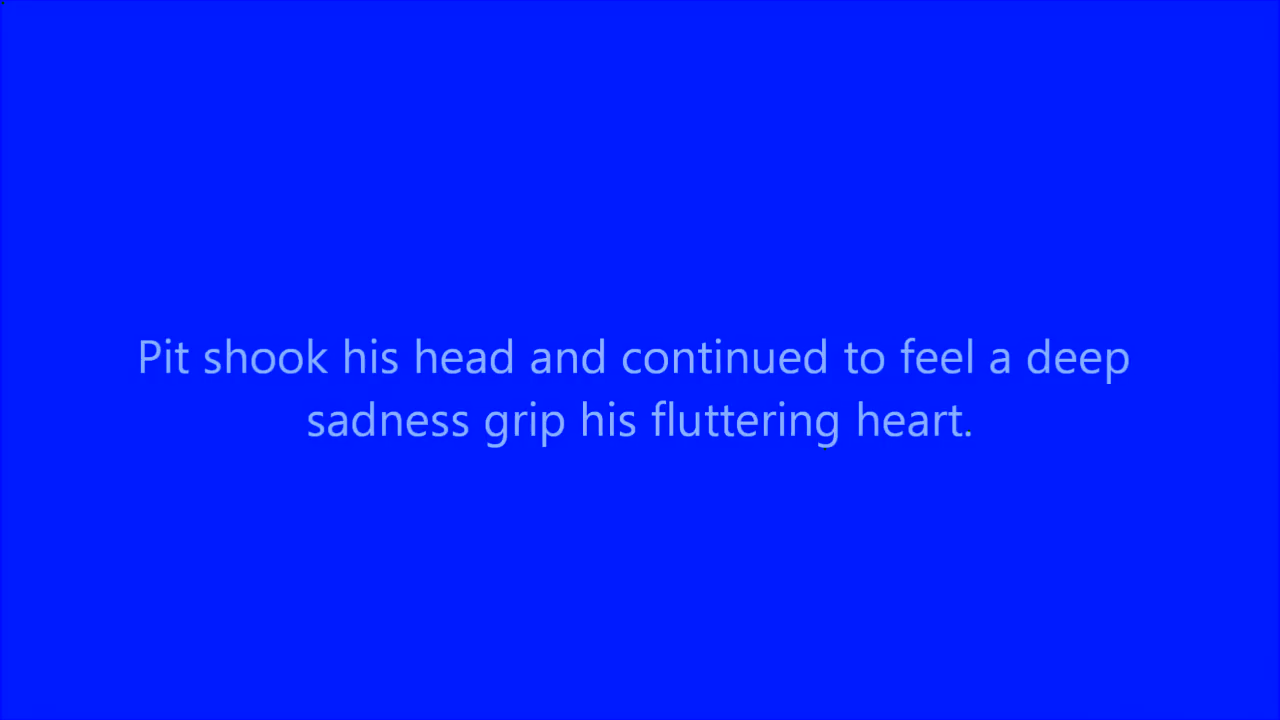 Pit shook his head and continued to feel a deep
sadness grip his fluttering heart.